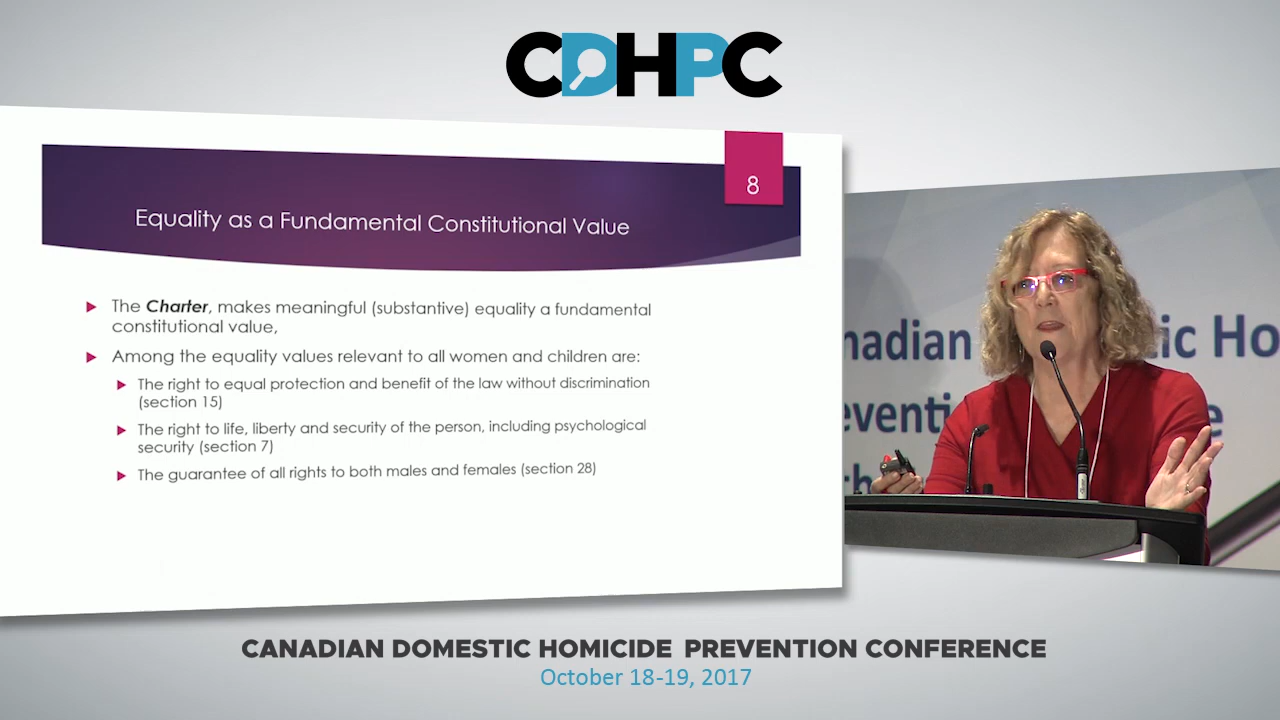 CDHPC
8
Equality as a Fundamental Constitutional Value
The Charter, makes meaningful (substantive) equality a fundamental
constitutional value,
Among the equality values relevant to all women and children are:
The right to equal protection and benefit of the law without discrimination
(section 15)
The right to life, liberty and security of the person, including psychological
security (section 7)
The guarantee of all rights to both males and females (section 28)
nadian
ic Ho
eventi
e
CANADIAN DOMESTIC HOMICIDE PREVENTION CONFERENCE
October 18-19, 2017